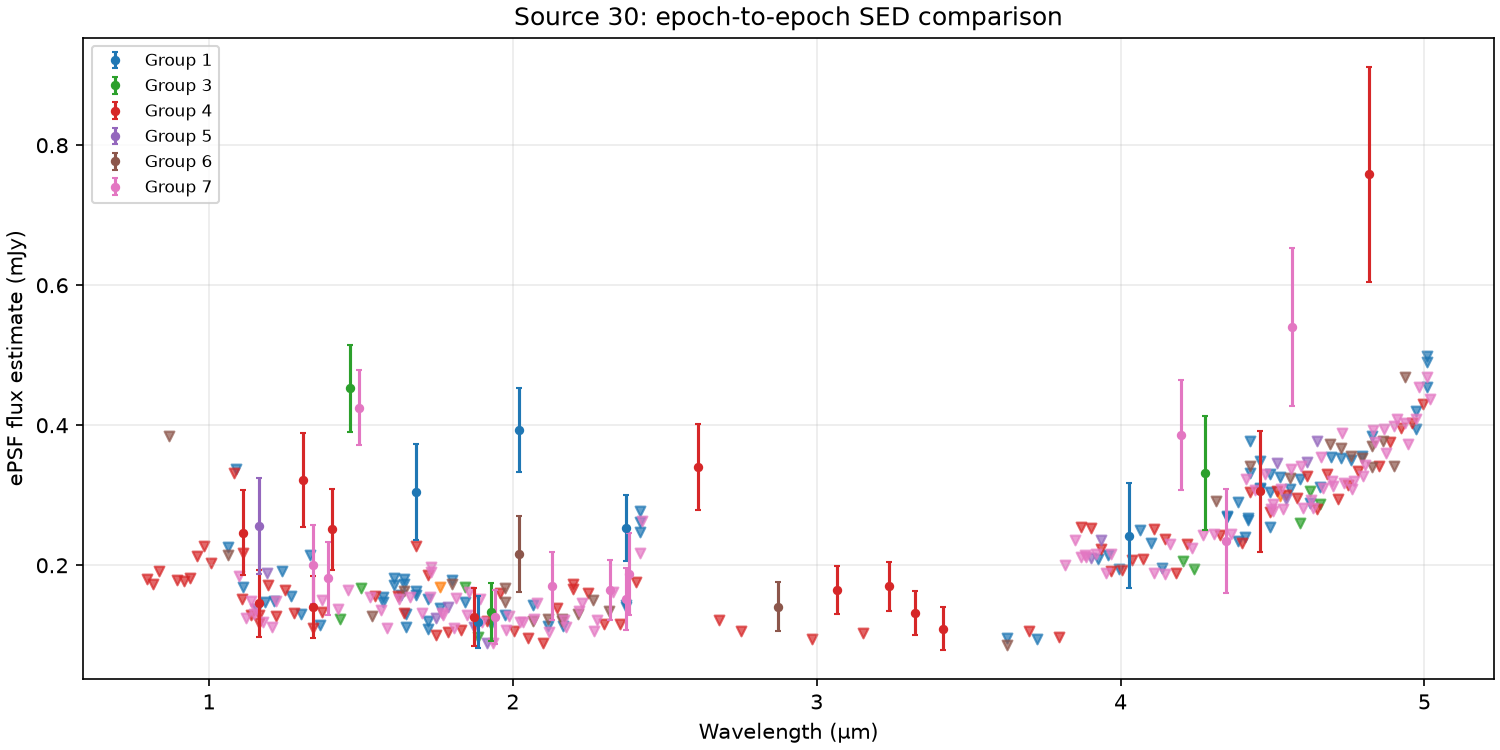 Source 30: epoch-to-epoch SED comparison
Group 1
Group 3
Group 4
Group 5
Group 6
Group 7
ePSF flux estimate (mJy)
0.8
0.6
0.4
0.2
1 2 3 4 5
Wavelength (μm)